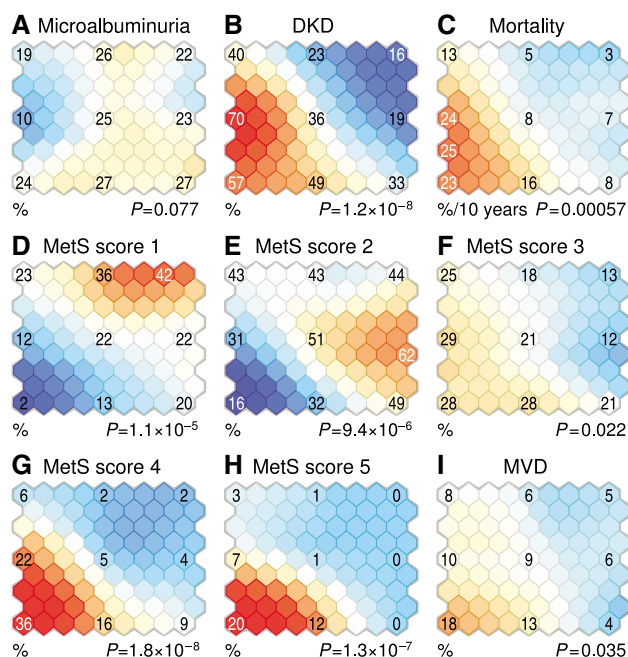 A Microalbuminuria
19 26 22
10 25 23
24 27 27
% P=0.077
B DKD
40 23 16
70 36 19
57 49 33
% P=1.2×10⁻⁸
C Mortality
13 5 3
24 8 7
25
23 16 8
%/10 years P=0.00057
D MetS score 1
23 36 42
12 22 22
2 13 20
% P=1.1×10⁻⁵
E MetS score 2
43 43 44
31 51 62
16 32 49
% P=9.4×10⁻⁶
F MetS score 3
25 18 13
29 21 12
28 28 21
% P=0.022
G MetS score 4
6 2 2
22 5 4
36 16 9
% P=1.8×10⁻⁸
H MetS score 5
3 1 0
7 1 0
20 12 0
% P=1.3×10⁻⁷
I MVD
8 6 5
10 9 6
18 13 4
% P=0.035